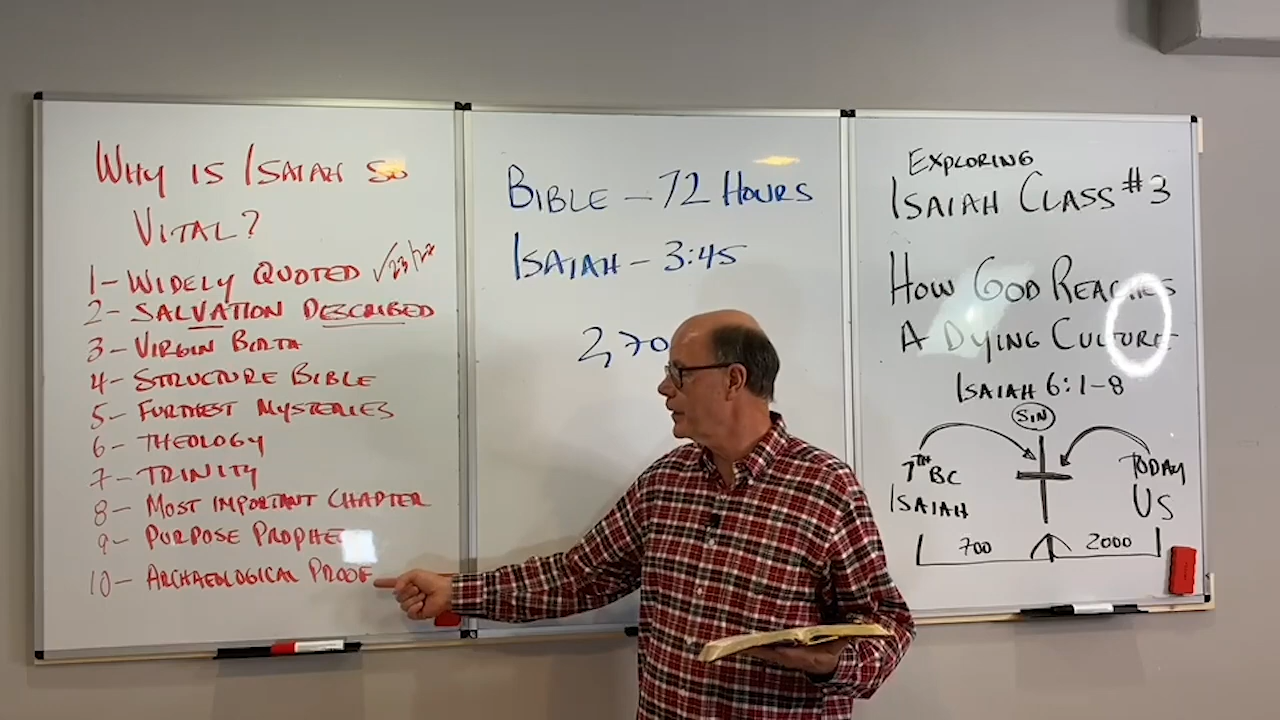 WHY IS ISAIAH SO
VITAL?
1- WIDELY QUOTED
2- SALVATION DESCRIBED
3- VIRGIN BIRTH
4- STRUCTURE BIBLE
5- FURTHEST MYSTERIES
6- THEOLOGY
7- TRINITY
8- MOST IMPORTANT CHAPTER
9- PURPOSE PROPHE
10- ARCHAEOLOGICAL PROOF
BIBLE - 72 HOURS
ISAIAH - 3:45
2,70
EXPLORING
ISAIAH CLASS #3
HOW GOD REACHES
A DYING CULTURE
ISAIAH 6:1-8
SIN
7TH BC
ISAIAH
TODAY
US
700
2000